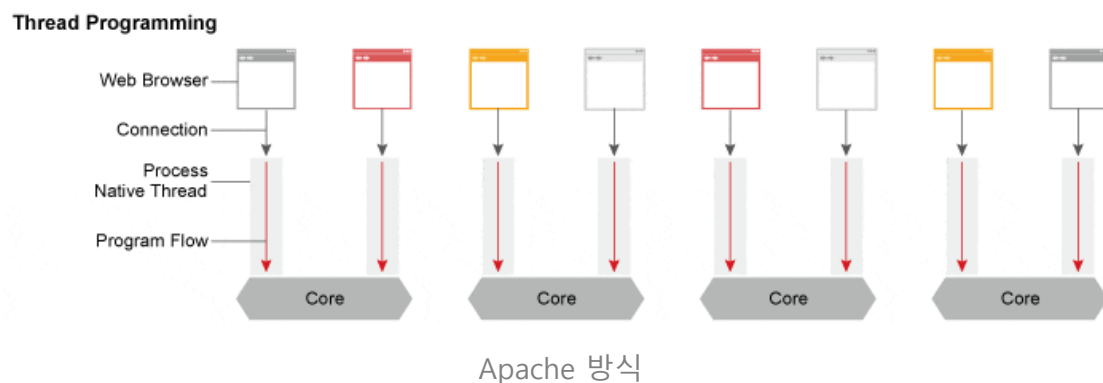 Thread Programming
Web Browser
Connection
Process
Native Thread
Program Flow
Core
Core
Core
Core
Apache 방식